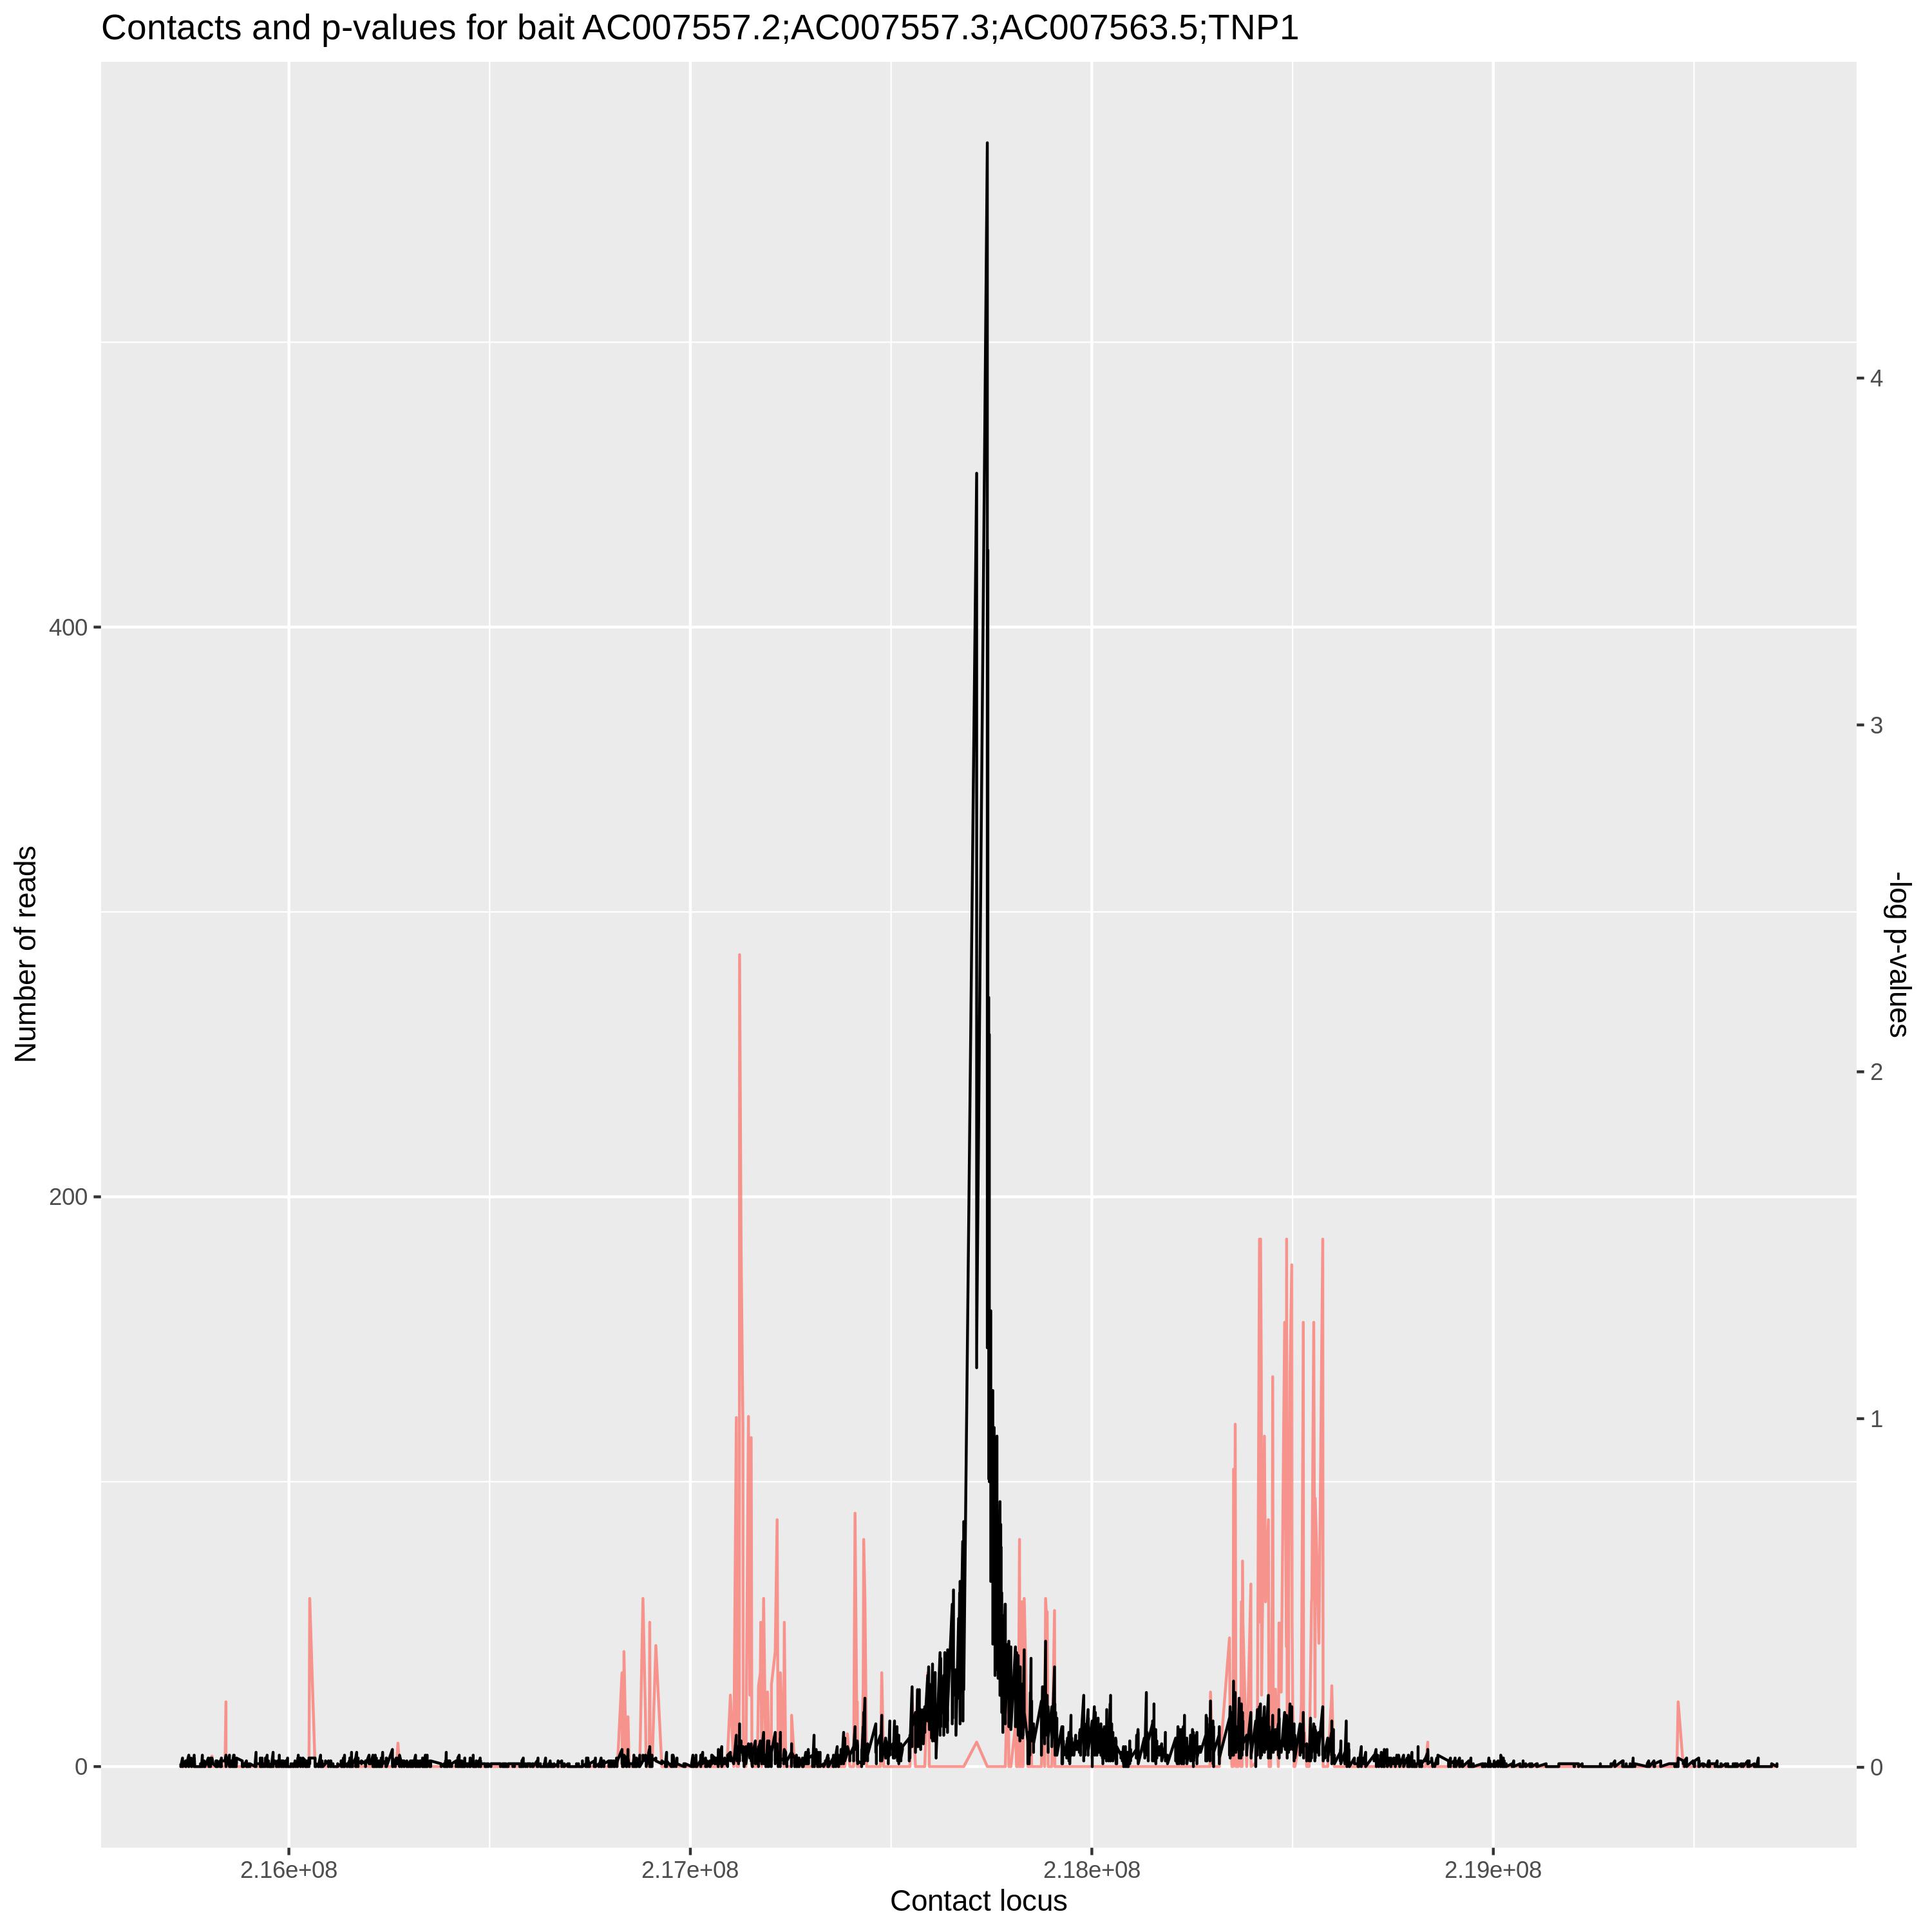 Contacts and p-values for bait AC007557.2;AC007557.3;AC007563.5;TNP1
Number of reads
400
200
0
4
3
2
1
0
-log p-values
2.16e+08
2.17e+08
2.18e+08
2.19e+08
Contact locus